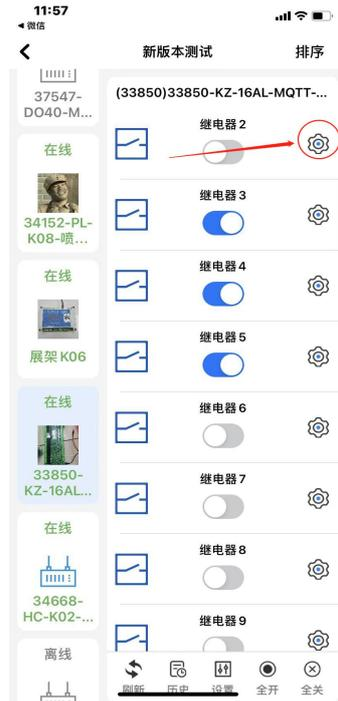 11:57
微信
新版本测试
排序
37547-
DO40-M...
在线
34152-PL-
K08-喷...
在线
展架 K06
在线
33850-
KZ-16AL...
在线
34668-
HC-K02-...
离线
(33850)33850-KZ-16AL-MQTT-...
继电器 2
继电器 3
继电器 4
继电器 5
继电器 6
继电器 7
继电器 8
继电器 9
刷新
历史
设置
全开
全关